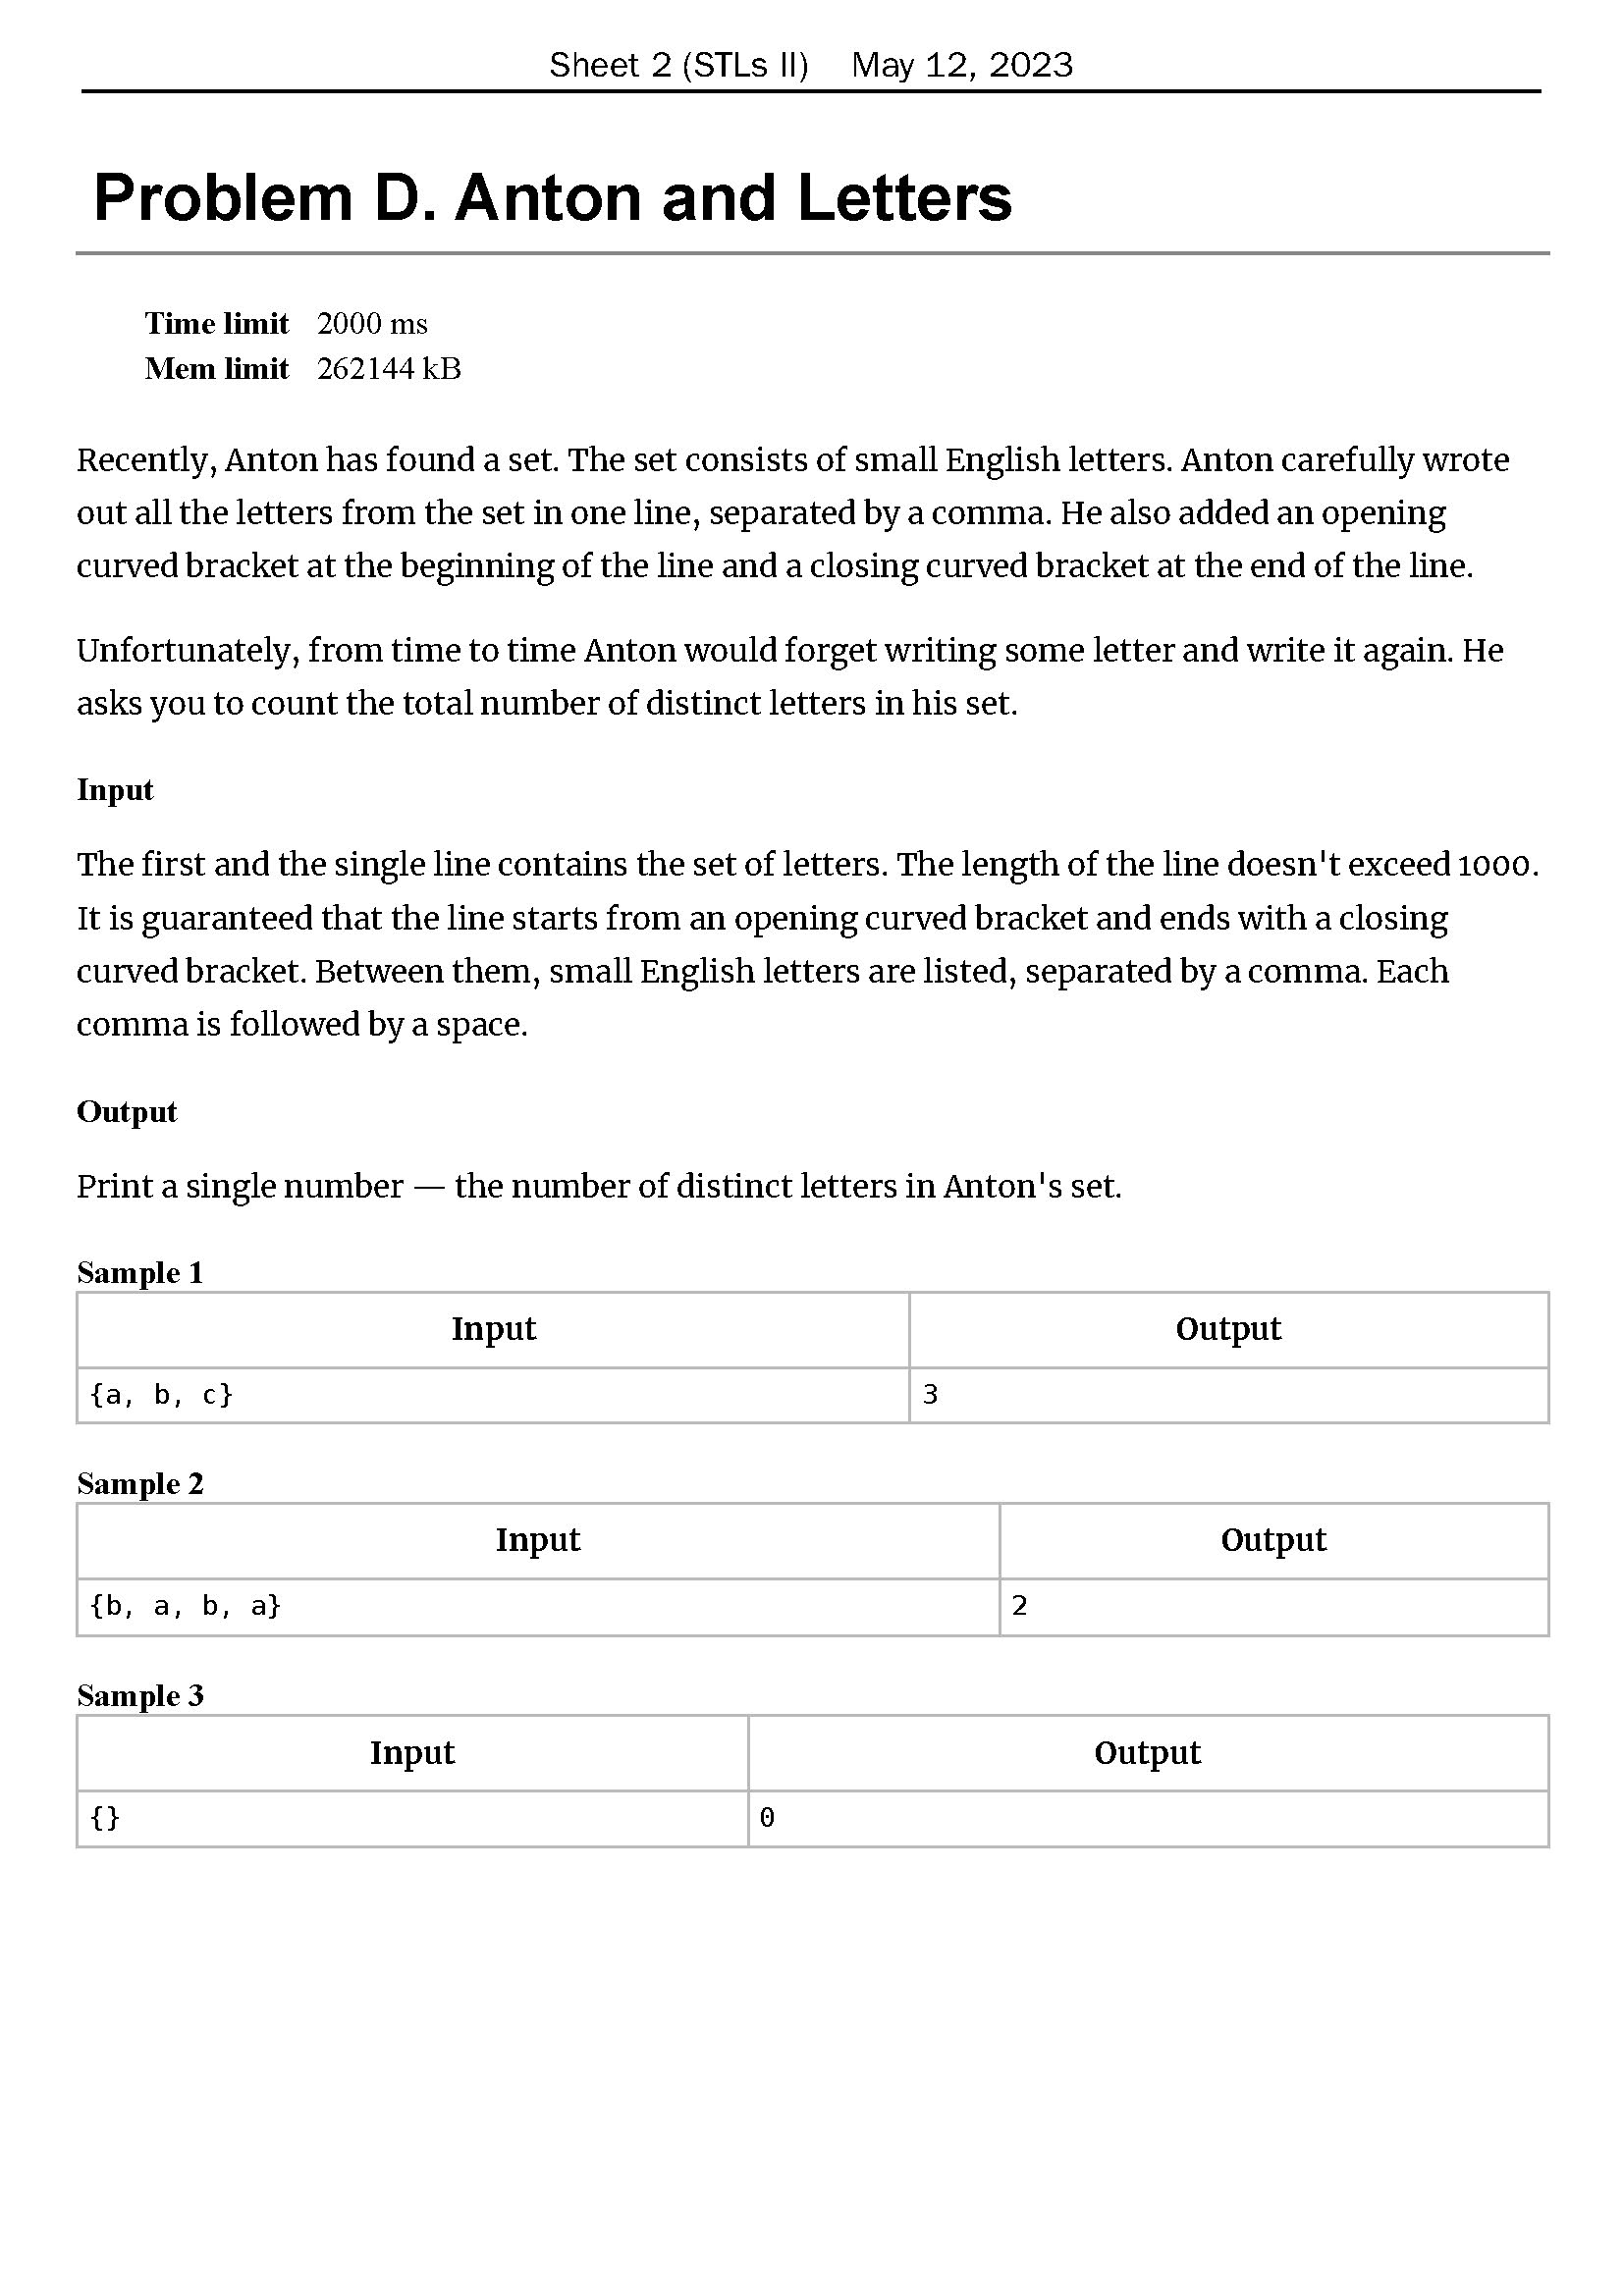 Sheet 2 (STLs II) May 12, 2023
Problem D. Anton and Letters
Time limit 2000 ms
Mem limit 262144 kB
Recently, Anton has found a set. The set consists of small English letters. Anton carefully wrote
out all the letters from the set in one line, separated by a comma. He also added an opening
curved bracket at the beginning of the line and a closing curved bracket at the end of the line.
Unfortunately, from time to time Anton would forget writing some letter and write it again. He
asks you to count the total number of distinct letters in his set.
Input
The first and the single line contains the set of letters. The length of the line doesn't exceed 1000.
It is guaranteed that the line starts from an opening curved bracket and ends with a closing
curved bracket. Between them, small English letters are listed, separated by a comma. Each
comma is followed by a space.
Output
Print a single number — the number of distinct letters in Anton's set.
Sample 1
Input Output
{a, b, c} 3
Sample 2
Input Output
{b, a, b, a} 2
Sample 3
Input Output
{} 0